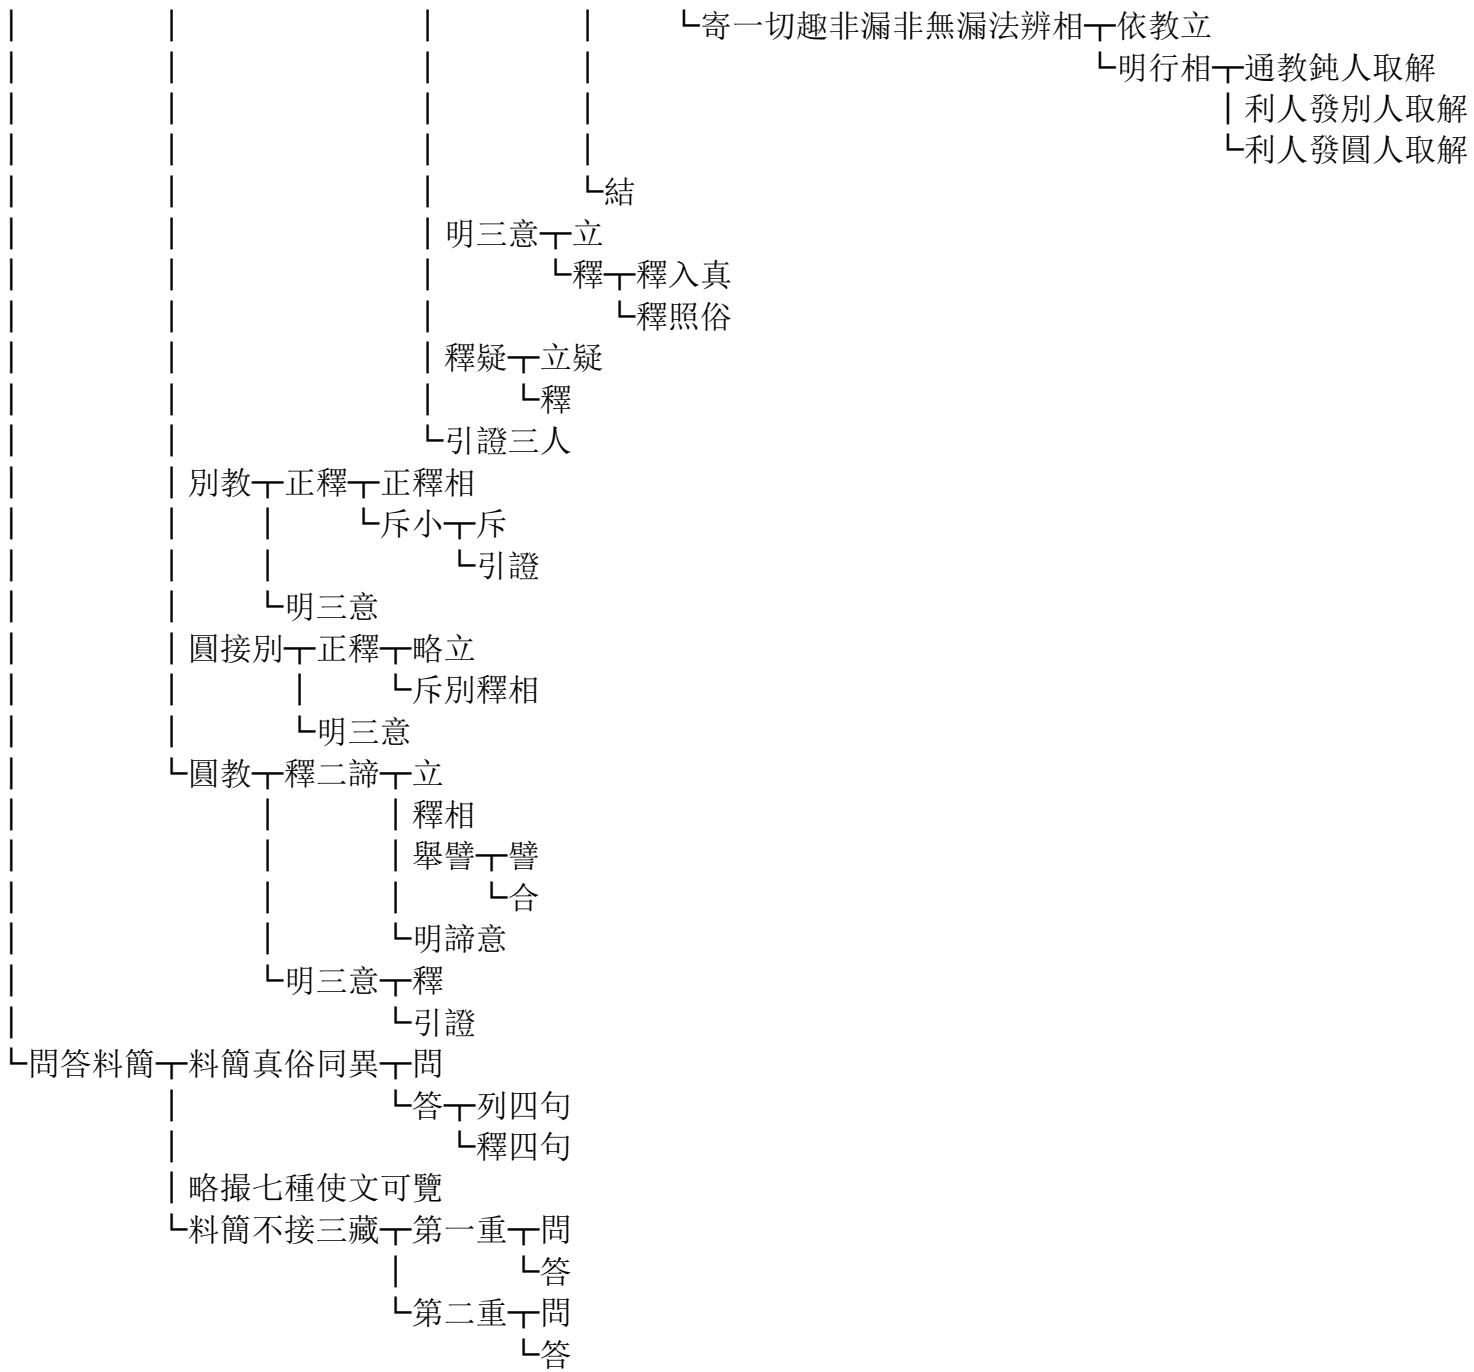 │　　　　│　　　　　　　│　　　　│　　└寄一切趣非漏非無漏法辨相┬依教立
│　　　　│　　　　　　　│　　　　│　　　　　　　　　　　　　　　└明行相┬通教鈍人取解
│　　　　│　　　　　　　│　　　　│　　　　　　　　　　　　　　　　　　　│利人發別人取解
│　　　　│　　　　　　　│　　　　│　　　　　　　　　　　　　　　　　　　└利人發圓人取解
│　　　　│　　　　　　　│　　　　└結
│　　　　│　　　　　　　│明三意┬立
│　　　　│　　　　　　　│　　　└釋┬釋入真
│　　　　│　　　　　　　│　　　　　└釋照俗
│　　　　│　　　　　　　│釋疑┬立疑
│　　　　│　　　　　　　│　　└釋
│　　　　│　　　　　　　└引證三人
│　　　　│別教┬正釋┬正釋相
│　　　　│　　│　　└斥小┬斥
│　　　　│　　│　　　　　└引證
│　　　　│　　└明三意
│　　　　│圓接別┬正釋┬略立
│　　　　│　　　│　　└斥別釋相
│　　　　│　　　└明三意
│　　　　└圓教┬釋二諦┬立
│　　　　　　　│　　　│釋相
│　　　　　　　│　　　│舉譬┬譬
│　　　　　　　│　　　│　　└合
│　　　　　　　│　　　└明諦意
│　　　　　　　└明三意┬釋
│　　　　　　　　　　　└引證
└問答料簡┬料簡真俗同異┬問
　　　　　│　　　　　　└答┬列四句
　　　　　│　　　　　　　　└釋四句
　　　　　│略撮七種使文可覽
　　　　　└料簡不接三藏┬第一重┬問
　　　　　　　　　　　　│　　　└答
　　　　　　　　　　　　└第二重┬問
　　　　　　　　　　　　　　　　└答